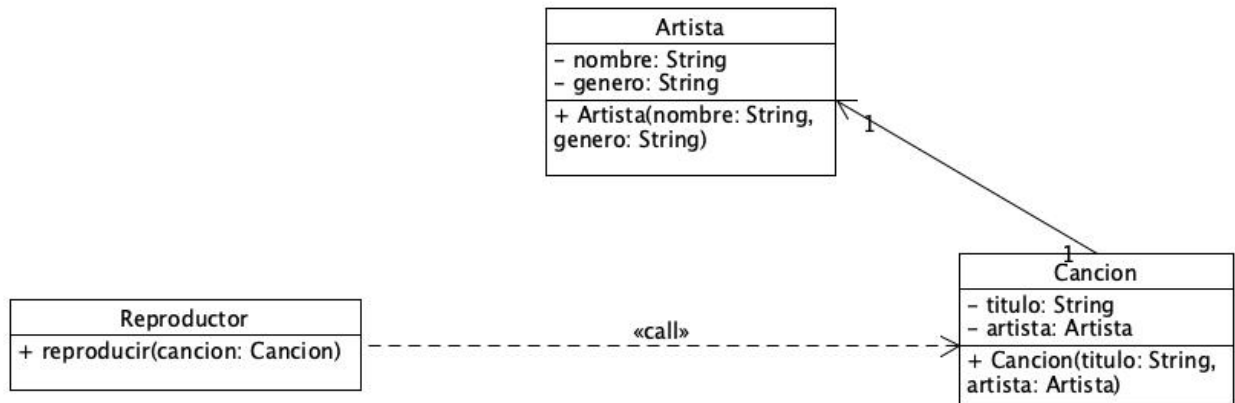 Artista
– nombre: String
– genero: String
+ Artista(nombre: String,
genero: String)
1
1
Cancion
– titulo: String
– artista: Artista
+ Cancion(titulo: String,
artista: Artista)
Reproductor
+ reproducir(cancion: Cancion)
«call»